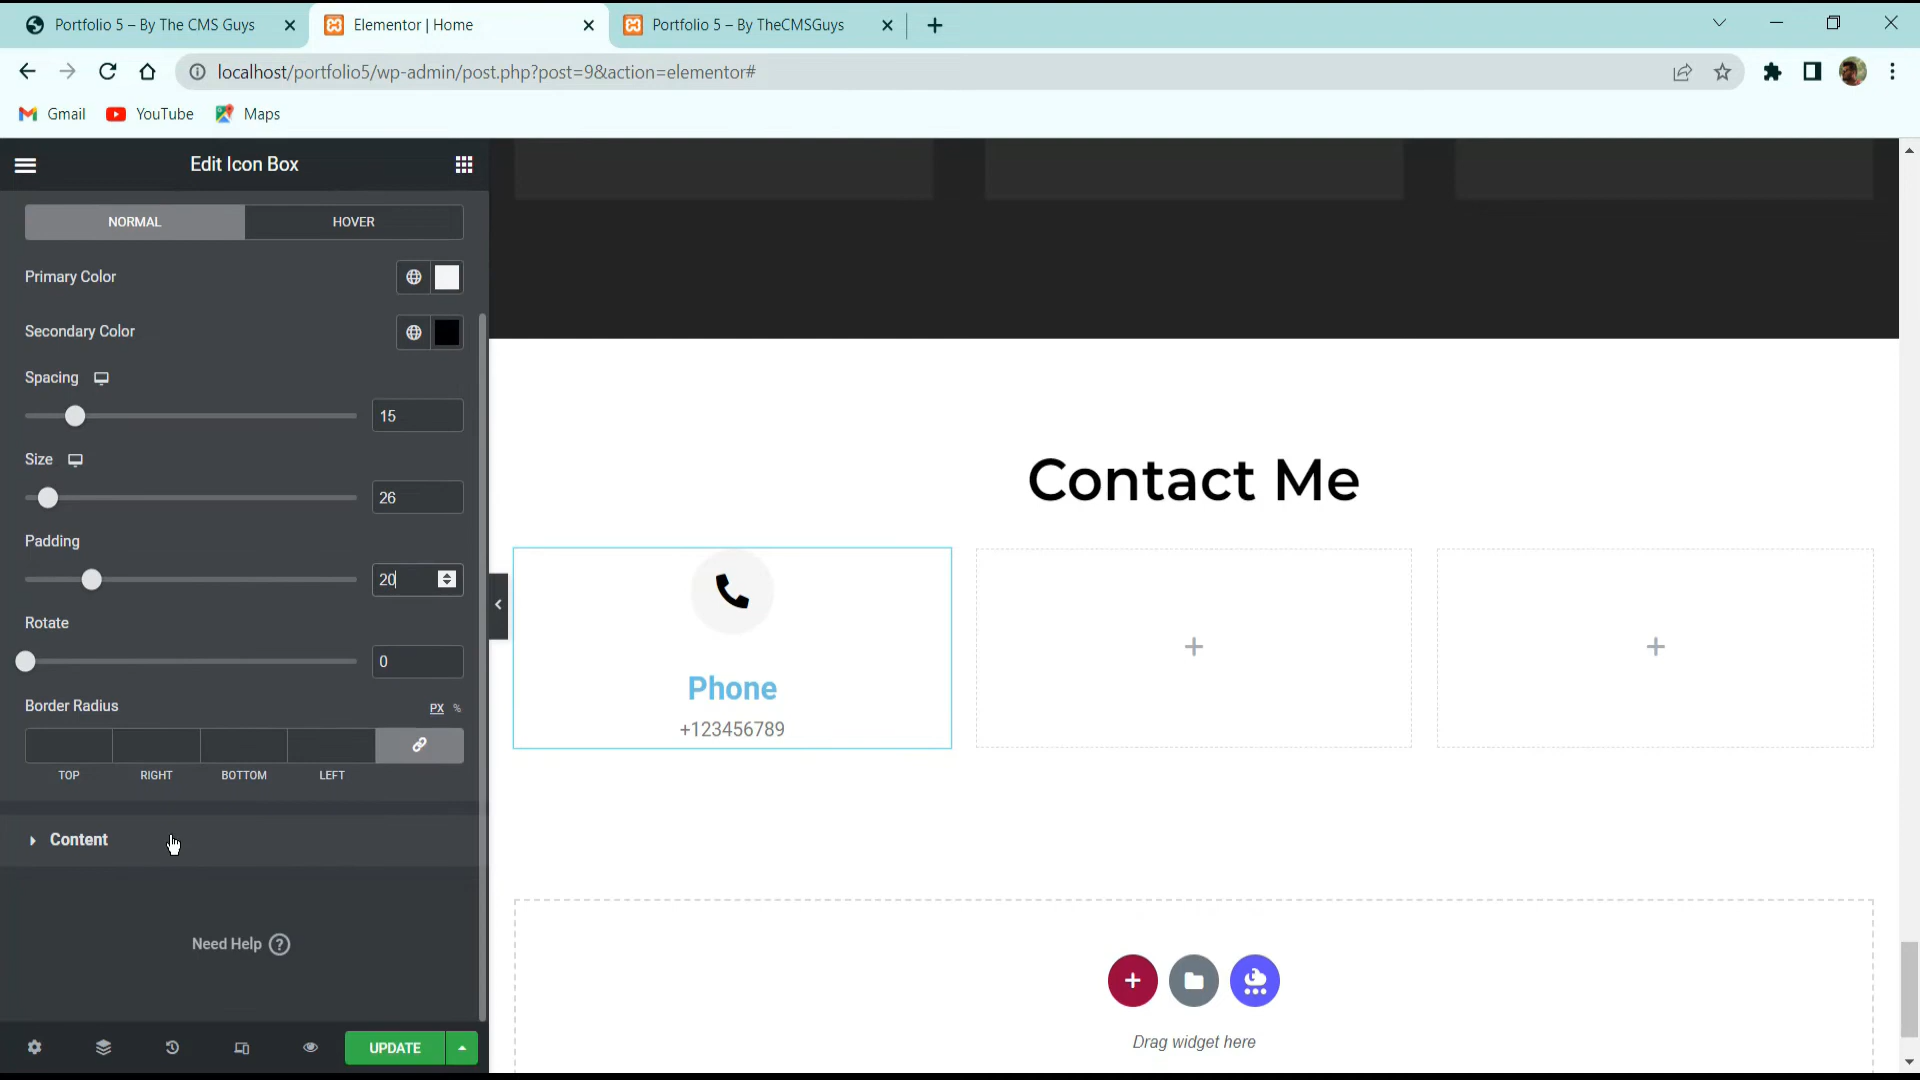 Portfolio 5 – By The CMS Guys
Elementor | Home
Portfolio 5 – By TheCMSGuys
localhost/portfolio5/wp-admin/post.php?post=9&action=elementor#
Gmail
YouTube
Maps
Edit Icon Box
NORMAL
HOVER
Primary Color
Secondary Color
Spacing
15
Size
26
Padding
20
Rotate
0
Border Radius
PX %
TOP RIGHT BOTTOM LEFT
Content
Need Help ?
UPDATE
Contact Me
Phone
+123456789
Drag widget here